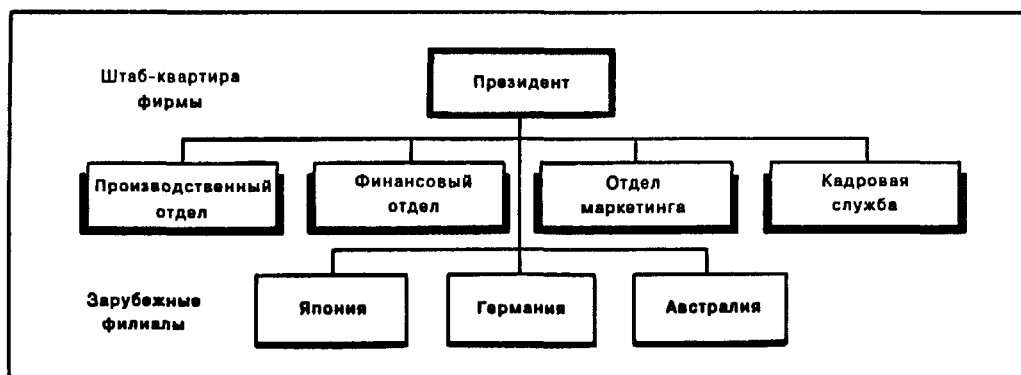 Штаб-квартира
фирмы
Президент
Производственный
отдел
Финансовый
отдел
Отдел
маркетинга
Кадровая
служба
Зарубежные
филиалы
Япония
Германия
Австралия